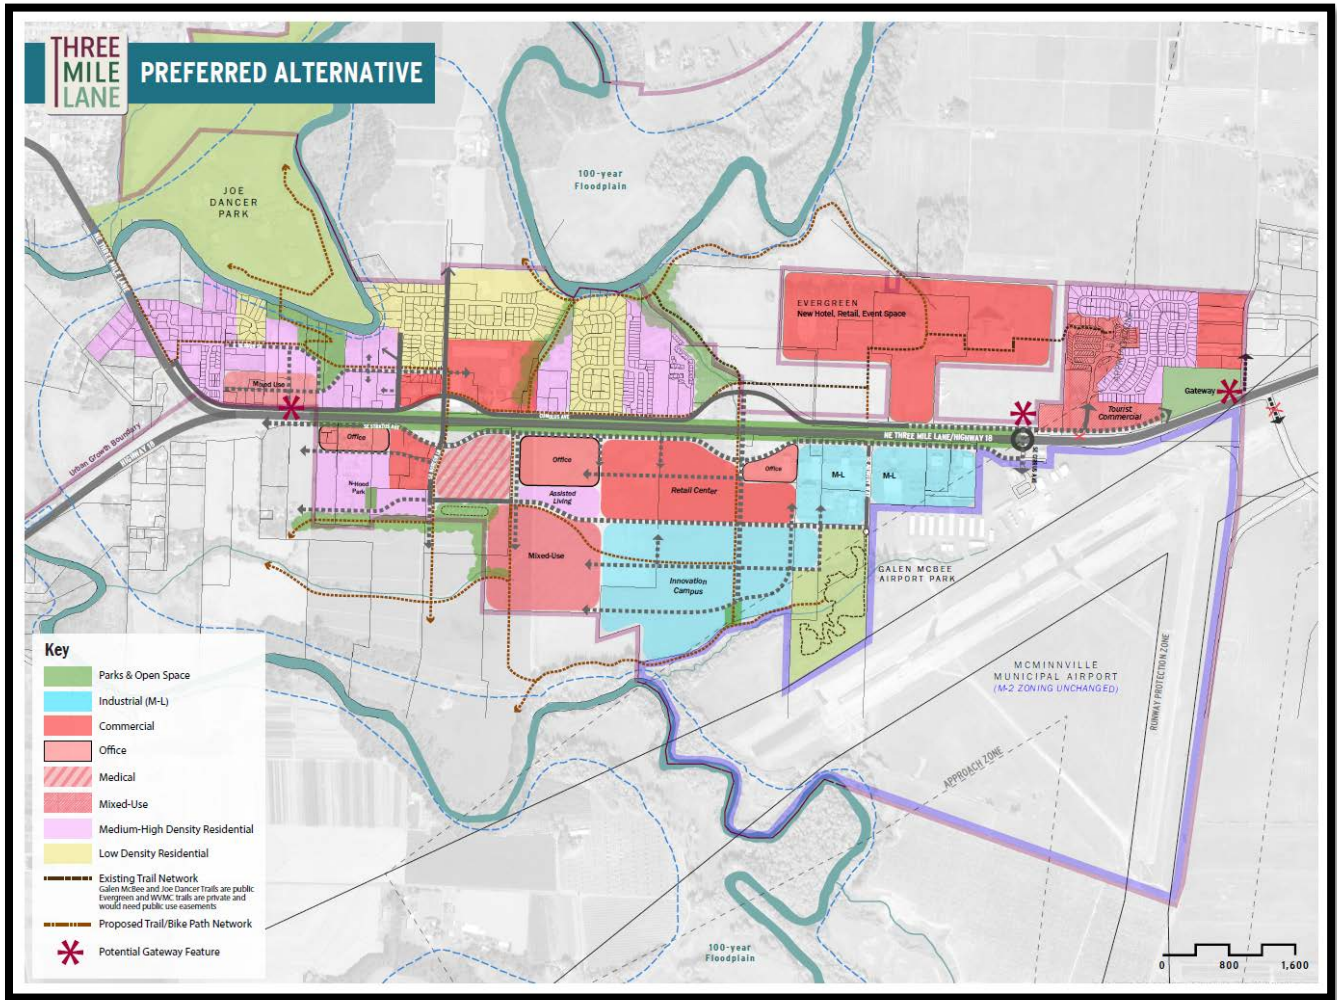 THREE
MILE
LANE
PREFERRED ALTERNATIVE
JOE
DANCER
PARK
100-year
Floodplain
EVERGREEN
New Hotel, Retail, Event Space
Mixed Use
Gateway
Tourist
Commercial
Urban Growth Boundary
HIGHWAY 18
NE THREE MILE LANE/HIGHWAY 18
Office
Office
Office
N-Hood
Park
Assisted
Living
Retail Center
M-L
M-L
Mixed-Use
Innovation
Campus
GALEN MCBEE
AIRPORT PARK
MCMINNVILLE
MUNICIPAL AIRPORT
(M-2 ZONING UNCHANGED)
RUNWAY PROTECTION ZONE
APPROACH ZONE
100-year
Floodplain
Key
Parks & Open Space
Industrial (M-L)
Commercial
Office
Medical
Mixed-Use
Medium-High Density Residential
Low Density Residential
Existing Trail Network
Galen McBee and Joe Dancer Trails are public
Evergreen and WVMC trails are private and
would need public use easements
Proposed Trail/Bike Path Network
Potential Gateway Feature
0 800 1,600